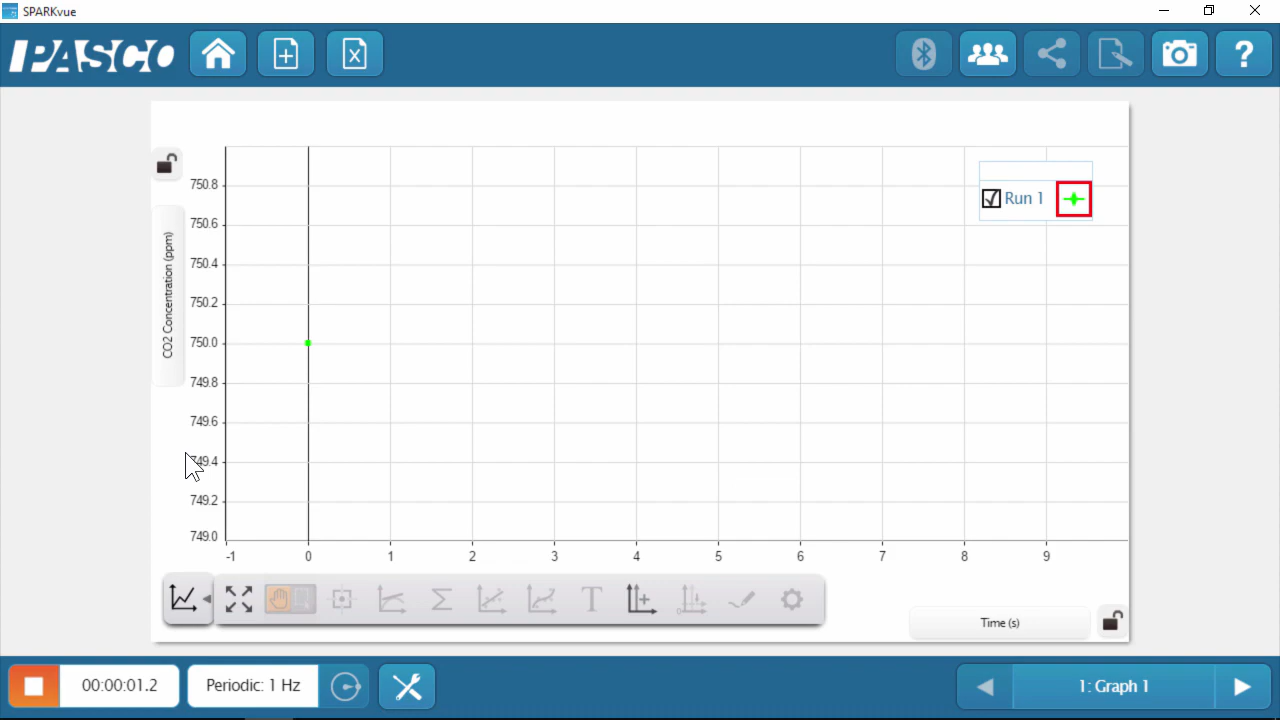 SPARKvue
PASCO
?
750.8
750.6
750.4
750.2
750.0
749.8
749.6
749.4
749.2
749.0
CO2 Concentration (ppm)
Run 1
-1 0 1 2 3 4 5 6 7 8 9
Σ T
Time (s)
00:00:01.2
Periodic: 1 Hz
1: Graph 1